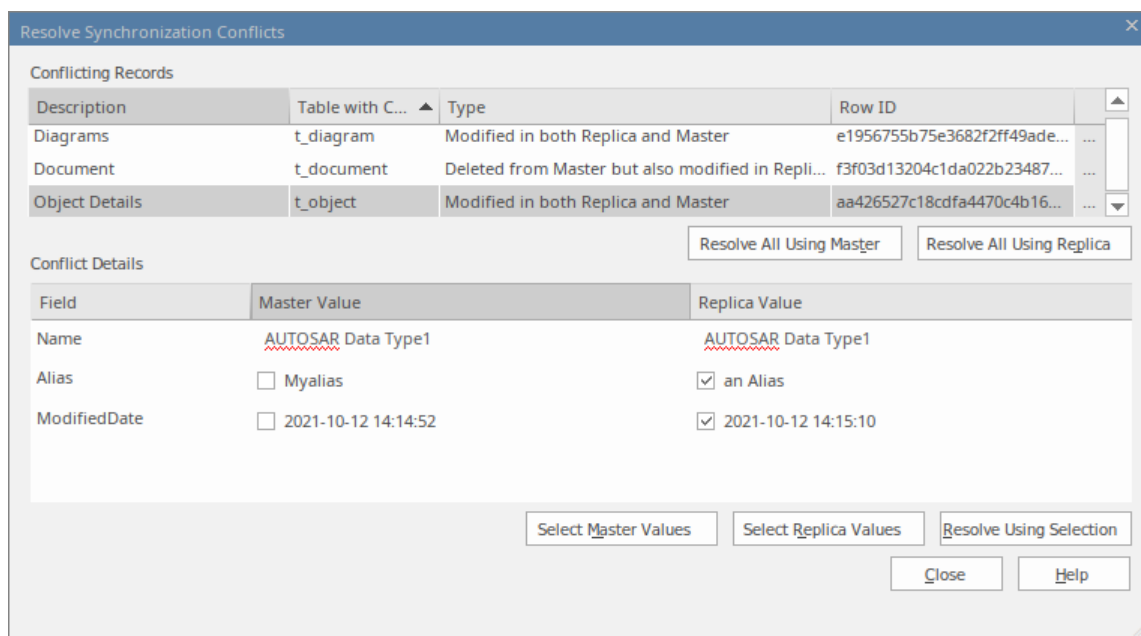 Resolve Synchronization Conflicts
Conflicting Records
Description Table with C... Type Row ID
Diagrams t_diagram Modified in both Replica and Master e1956755b75e3682f2ff49ade... ...
Document t_document Deleted from Master but also modified in Repli... f3f03d13204c1da022b23487... ...
Object Details t_object Modified in both Replica and Master aa426527c18cdfa4470c4b16... ...
Resolve All Using Master Resolve All Using Replica
Conflict Details
Field Master Value Replica Value
Name AUTOSAR Data Type1 AUTOSAR Data Type1
Alias Myalias an Alias
ModifiedDate 2021-10-12 14:14:52 2021-10-12 14:15:10
Select Master Values Select Replica Values Resolve Using Selection
Close Help